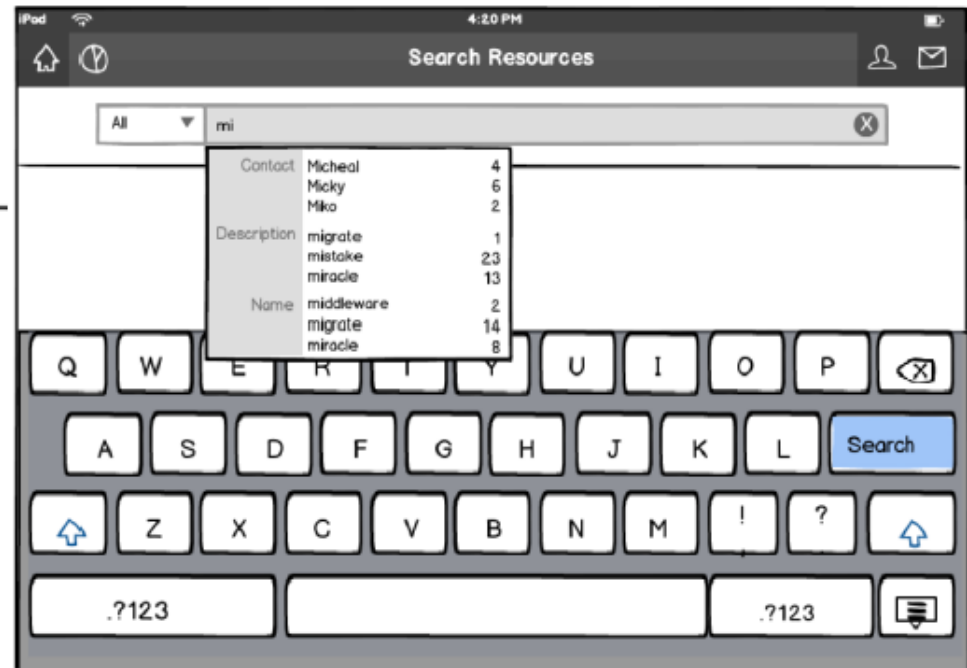 iPod 4:20 PM
Search Resources
All mi X
Contact Micheal 4
Micky 6
Miko 2
Description migrate 1
mistake 23
miracle 13
Name middleware 2
migrate 14
miracle 8
Q W E R T Y U I O P
A S D F G H J K L Search
Z X C V B N M ! ?
.?123 .?123